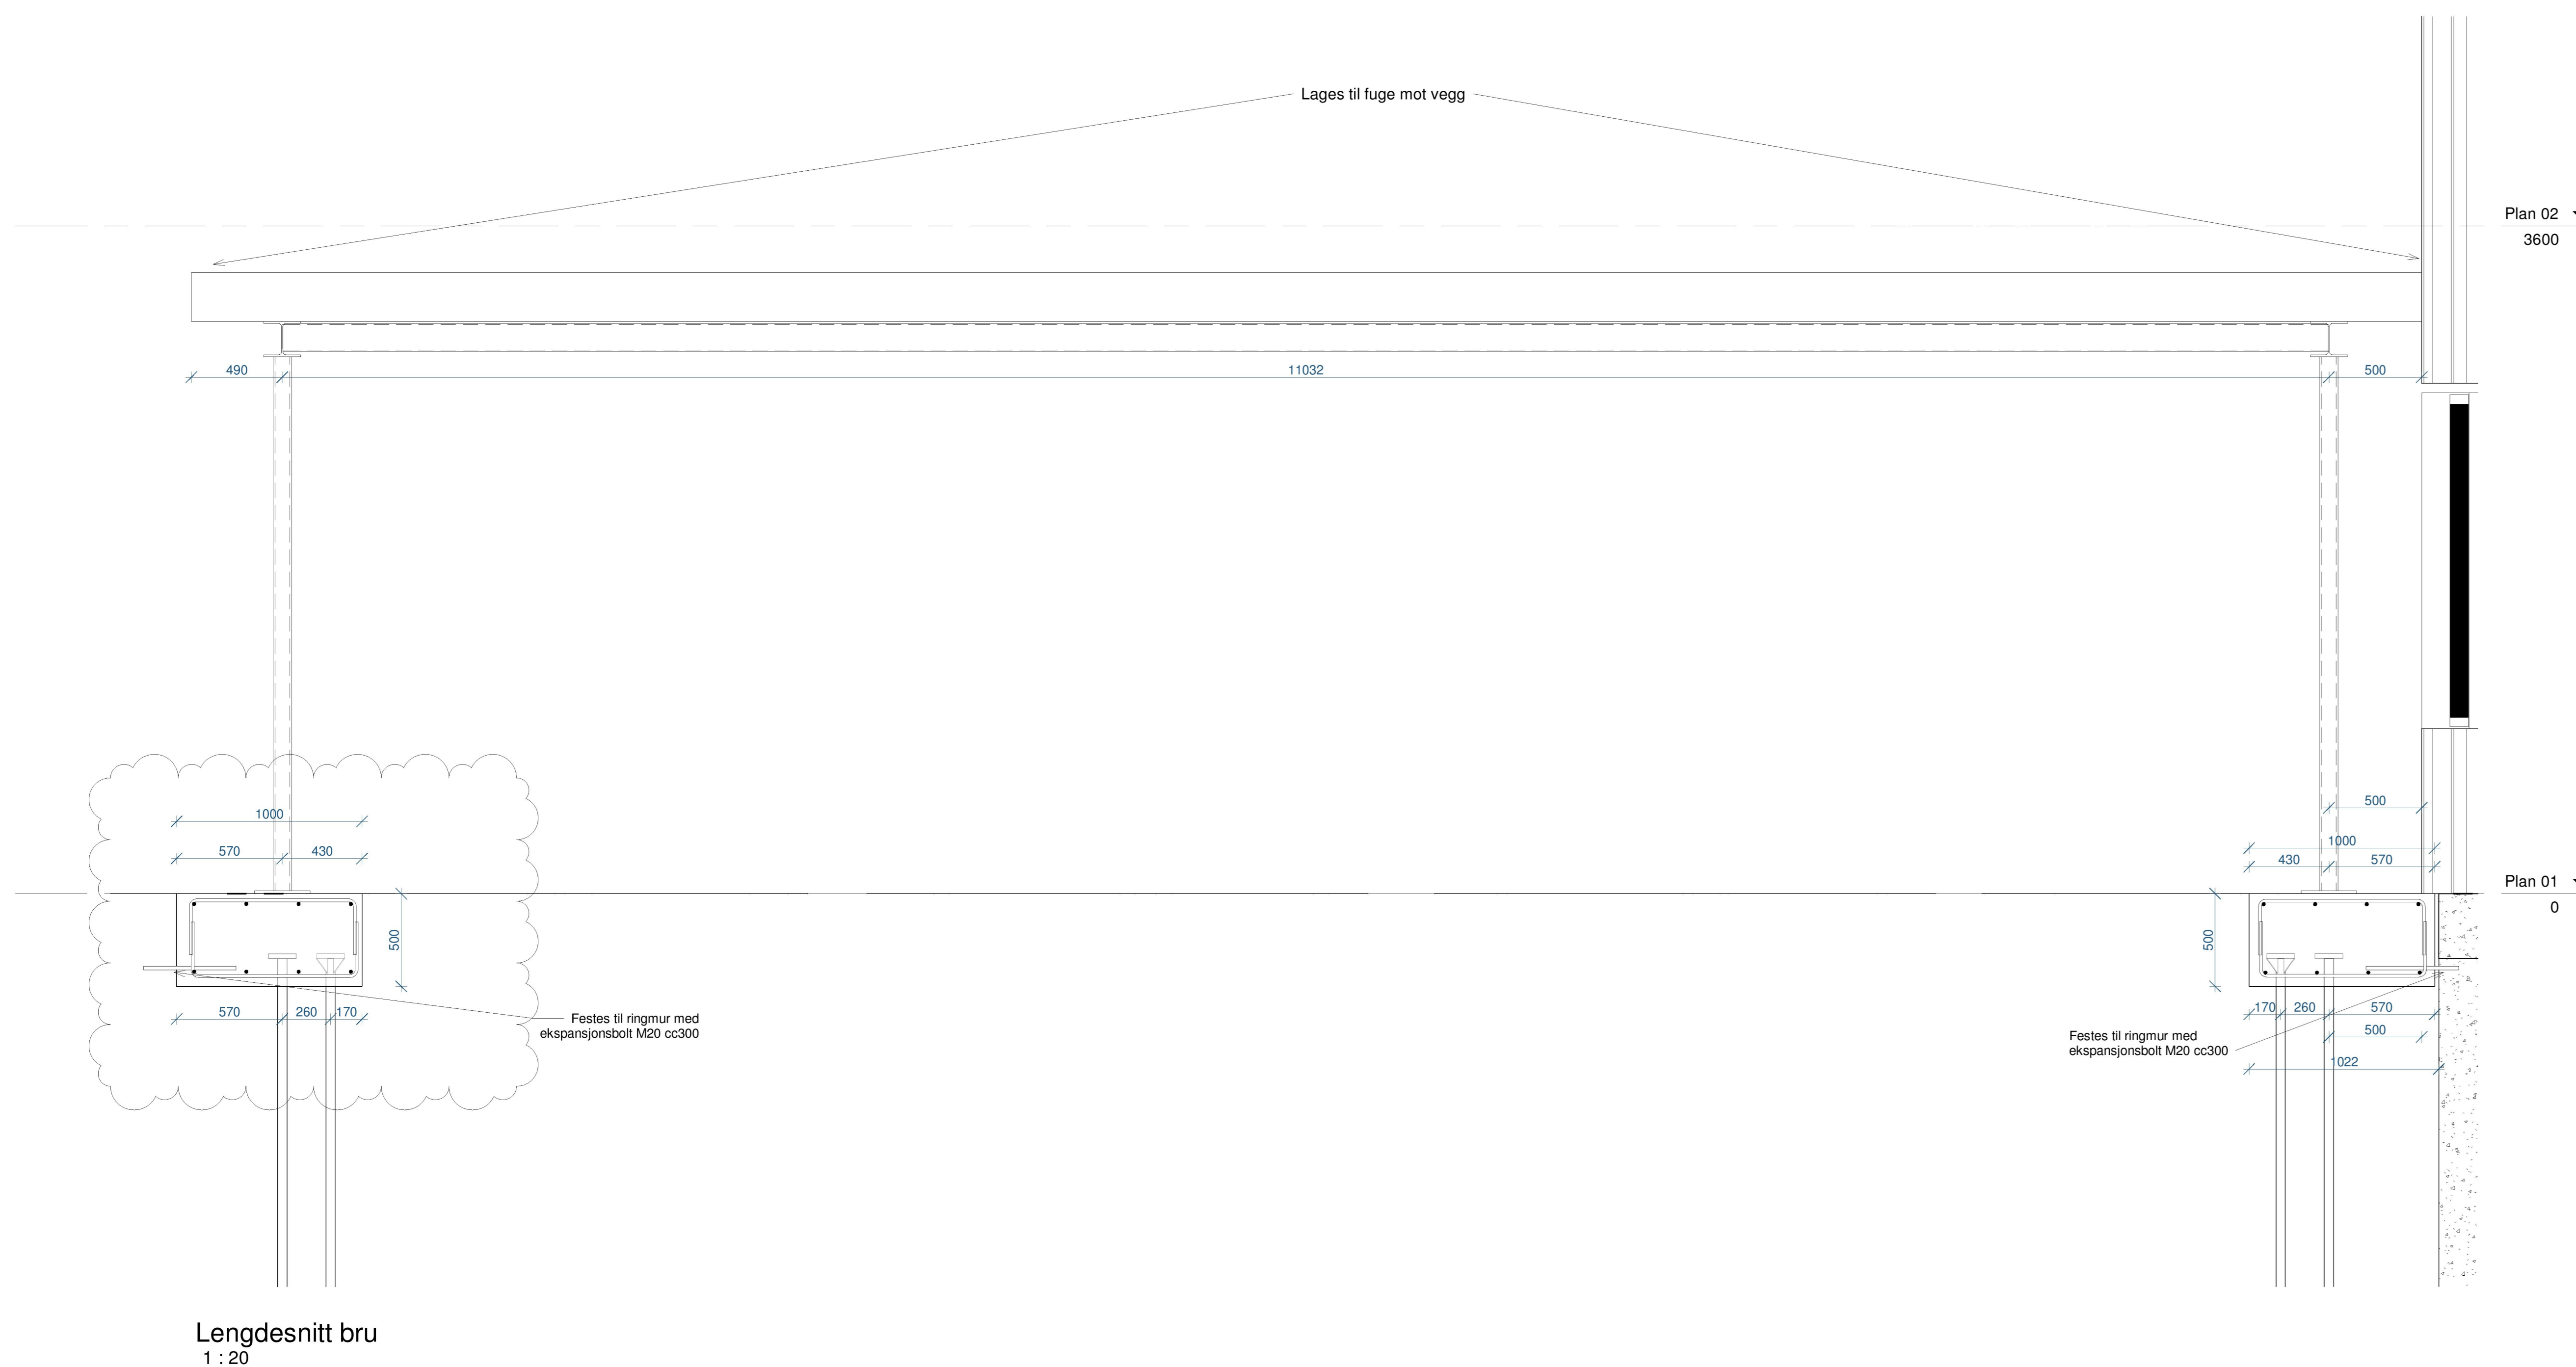 Lages til fuge mot vegg
Plan 02
3600
490
11032
500
1000
570
430
500
1000
430
570
Plan 01
0
500
500
570
260
170
Festes til ringmur med
ekspansjonsbolt M20 cc300
170
260
570
500
1022
Festes til ringmur med
ekspansjonsbolt M20 cc300
Lengdesnitt bru
1 : 20